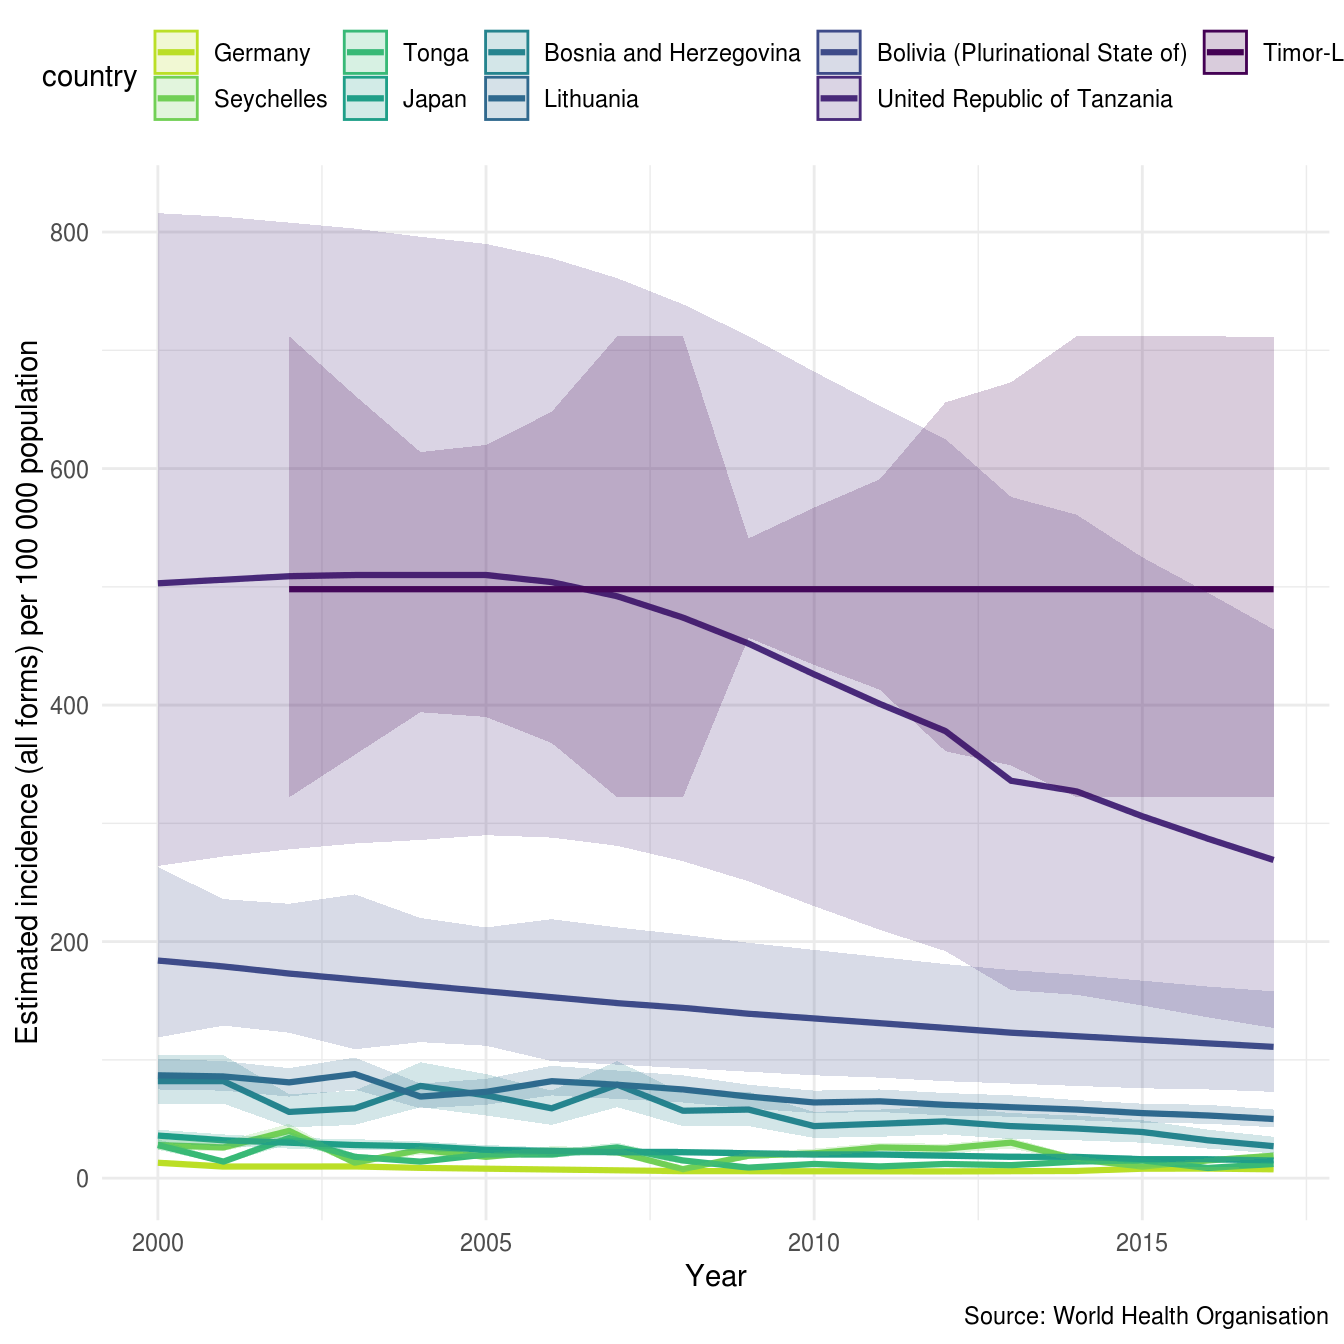 country
Germany
Tonga
Bosnia and Herzegovina
Bolivia (Plurinational State of)
Timor-L
Seychelles
Japan
Lithuania
United Republic of Tanzania
Estimated incidence (all forms) per 100 000 population
800
600
400
200
0
2000
2005
2010
2015
Year
Source: World Health Organisation